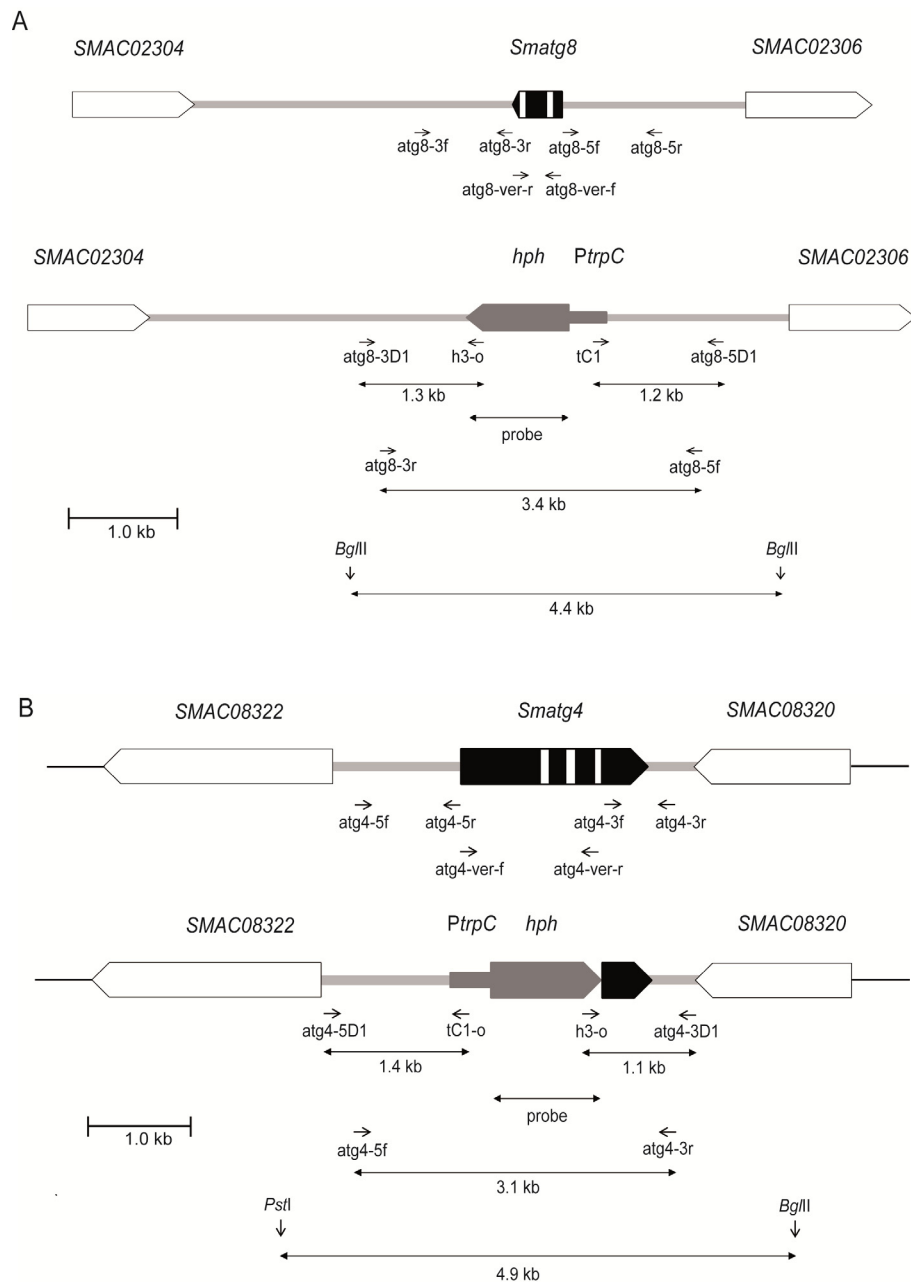 A
SMAC02304 Smatg8 SMAC02306
atg8-3f atg8-3r atg8-5f atg8-5r
atg8-ver-r atg8-ver-f
SMAC02304 hph PtrpC SMAC02306
atg8-3D1 h3-o tC1 atg8-5D1
1.3 kb 1.2 kb
probe
atg8-3r atg8-5f
3.4 kb
1.0 kb
BglII BglII
4.4 kb
B
SMAC08322 Smatg4 SMAC08320
atg4-5f atg4-5r atg4-3f atg4-3r
atg4-ver-f atg4-ver-r
SMAC08322 PtrpC hph SMAC08320
atg4-5D1 tC1-o h3-o atg4-3D1
1.4 kb 1.1 kb
probe
1.0 kb
atg4-5f atg4-3r
3.1 kb
PstI BglII
4.9 kb